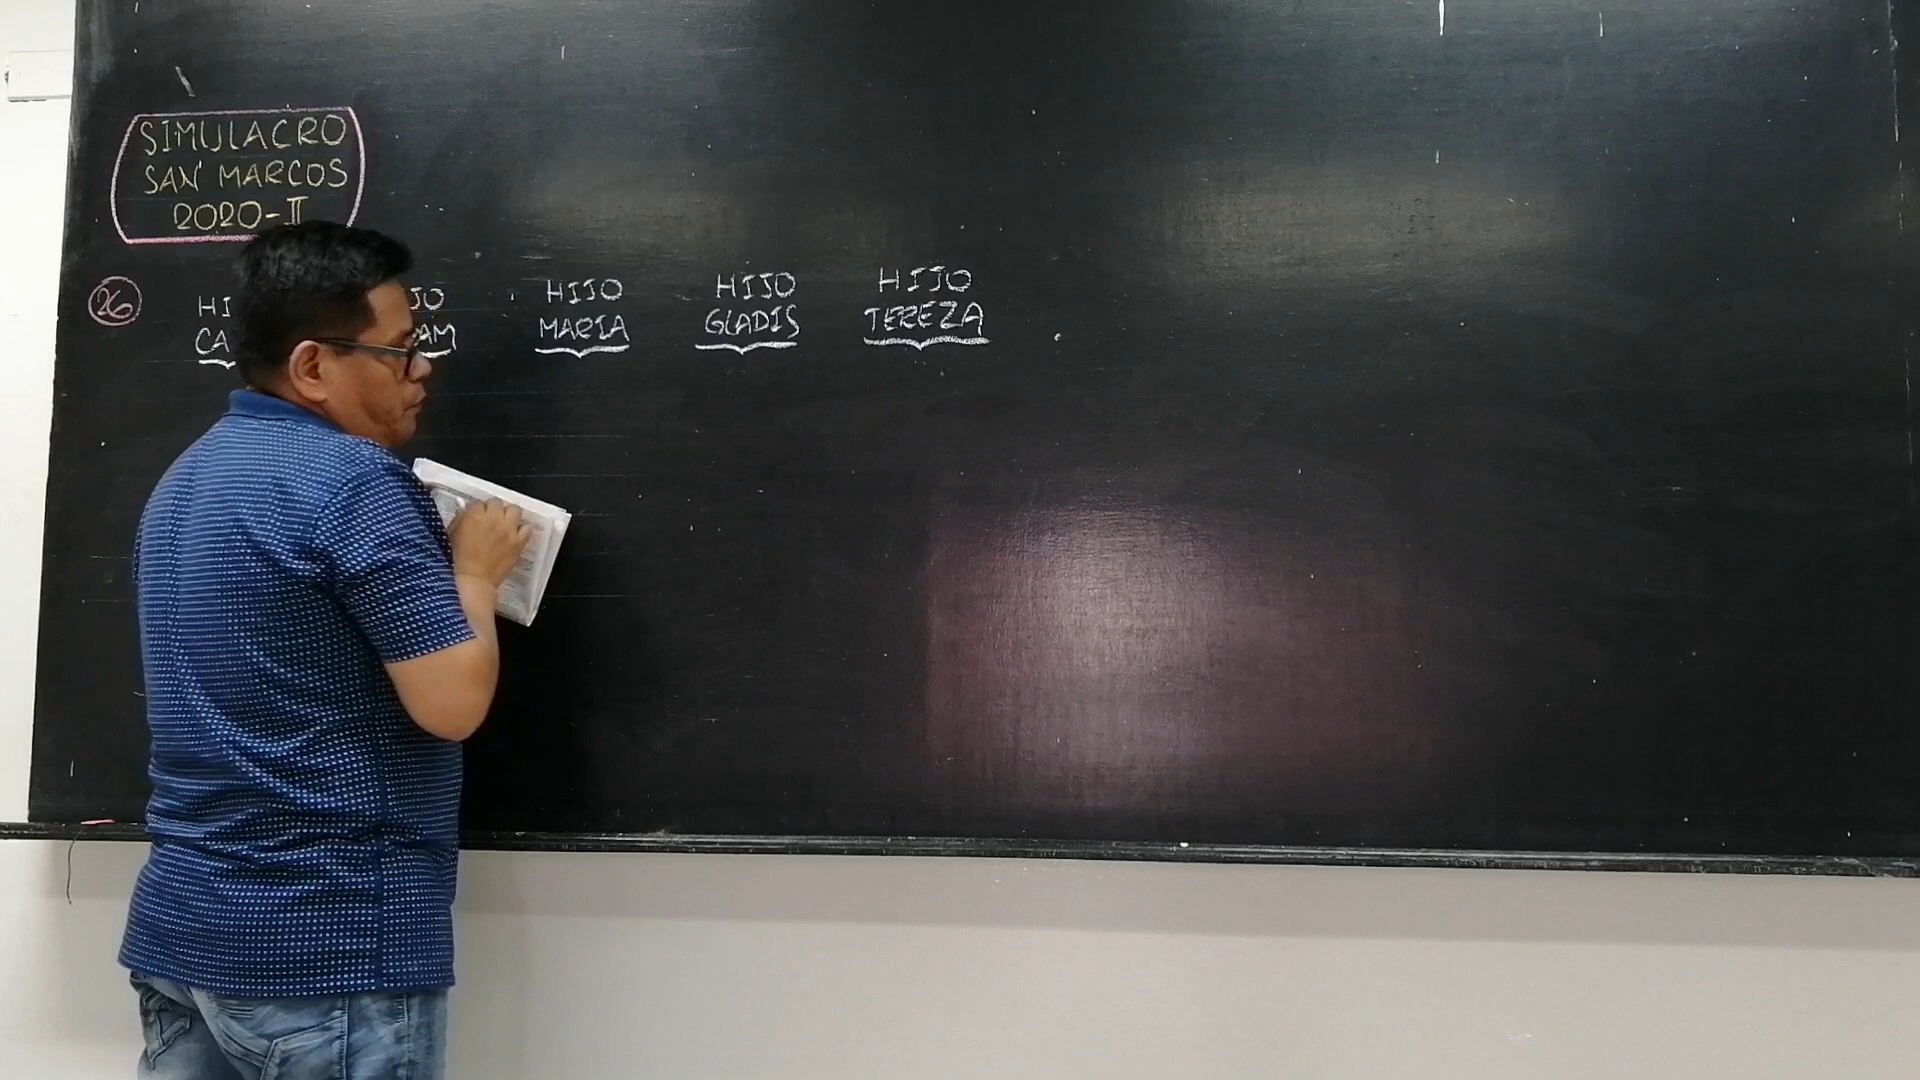 SIMULACRO
SAN MARCOS
2020-II
26
HIJO HIJO HIJO
MARIA GLADIS TEREZA